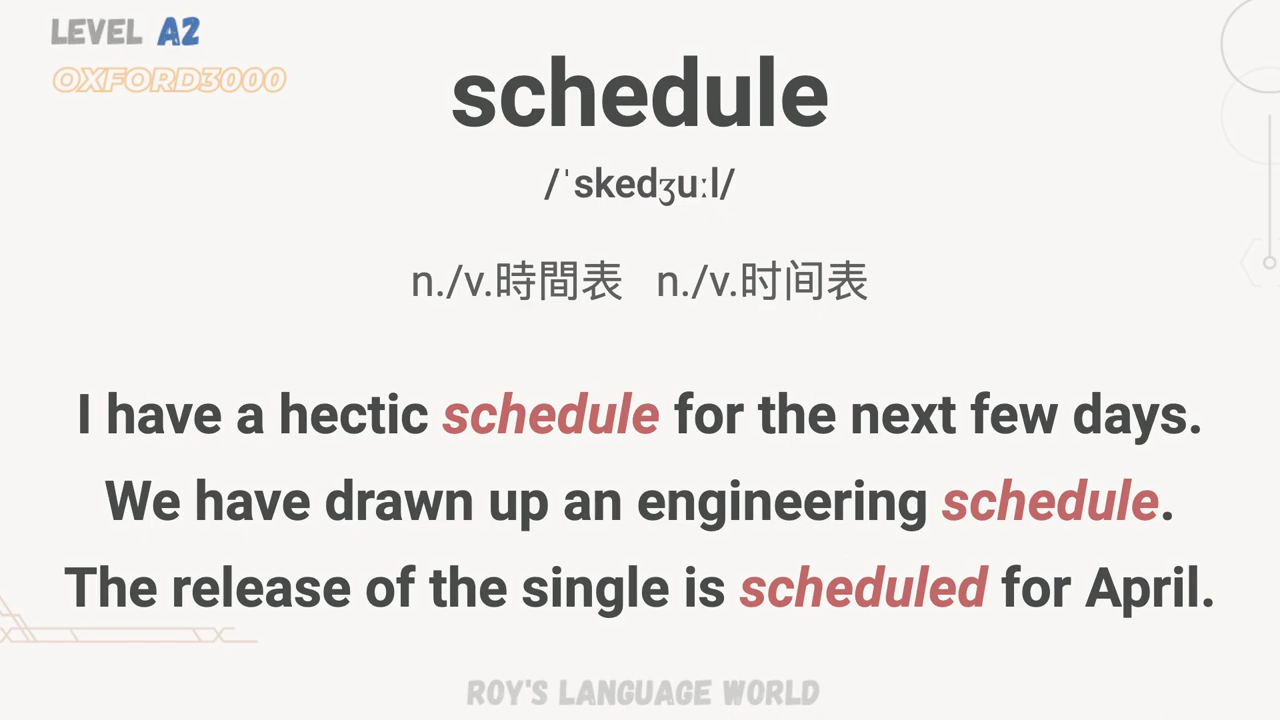 LEVEL A2
OXFORD3000
schedule
/ˈskedʒuːl/
n./v.時間表 n./v.时间表
I have a hectic schedule for the next few days.
We have drawn up an engineering schedule.
The release of the single is scheduled for April.
ROY'S LANGUAGE WORLD